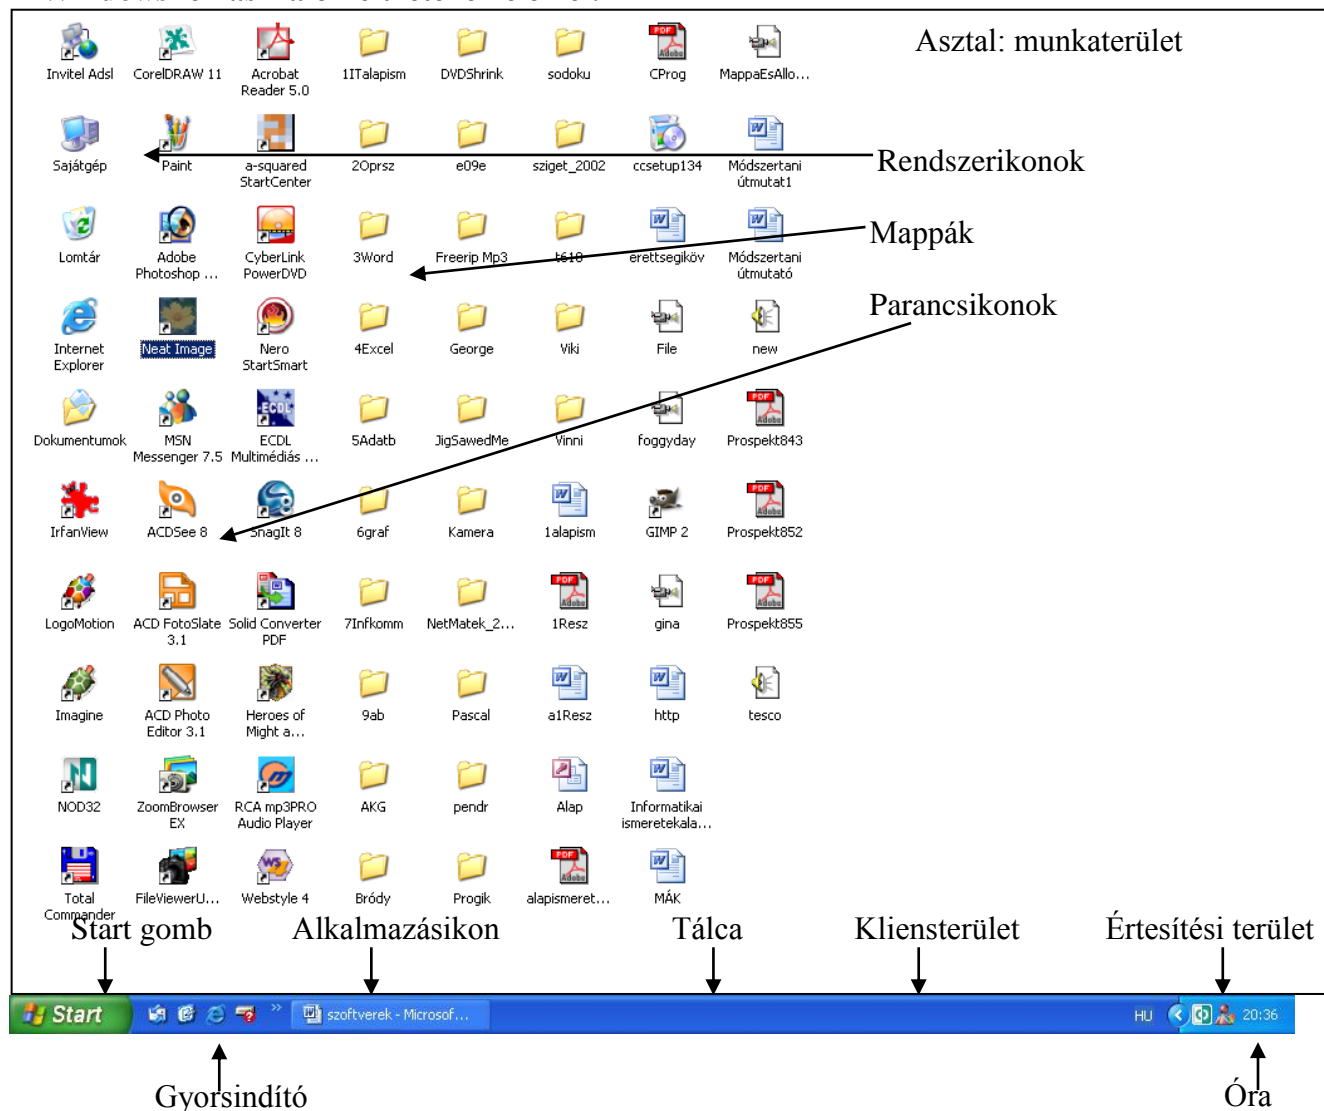 Asztal: munkaterület
Invitel Adsl
CorelDRAW 11
Acrobat
Reader 5.0
1ITalapism
DVDShrink
sodoku
CProg
MappaEsAllo...
Rendszerikonok
Sajátgép
Paint
a-squared
StartCenter
2Oprsz
e09e
sziget_2002
ccsetup134
Módszertani
útmutat1
Mappák
Lomtár
Adobe
Photoshop ...
CyberLink
PowerDVD
3Word
Freerip Mp3
t610
erettsegiköv
Módszertani
útmutató
Parancsikonok
Internet
Explorer
Neat Image
Nero
StartSmart
4Excel
George
Viki
File
new
Dokumentumok
MSN
Messenger 7.5
ECDL
Multimédiás ...
5Adatb
JigSawedMe
Vinni
foggyday
Prospekt843
IrfanView
ACDSee 8
SnagIt 8
6graf
Kamera
1alapism
GIMP 2
Prospekt852
LogoMotion
ACD FotoSlate
3.1
Solid Converter
PDF
7Infkomm
NetMatek_2...
1Resz
gina
Prospekt855
Imagine
ACD Photo
Editor 3.1
Heroes of
Might a...
9ab
Pascal
a1Resz
http
tesco
NOD32
ZoomBrowser
EX
RCA mp3PRO
Audio Player
AKG
pendr
Alap
Informatikai
ismeretekala...
Total
Commander
FileViewerU...
Webstyle 4
Bródy
Progik
alapismeret...
MÁK
Start gomb
Alkalmazásikon
Tálca
Kliensterület
Értesítési terület
Start
szoftverek - Microsof...
HU
20:36
Gyorsindító
Óra